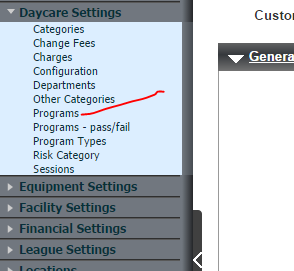 Daycare Settings
Categories
Change Fees
Charges
Configuration
Departments
Other Categories
Programs
Programs - pass/fail
Program Types
Risk Category
Sessions
Equipment Settings
Facility Settings
Financial Settings
League Settings
Locations
Custo
Genera